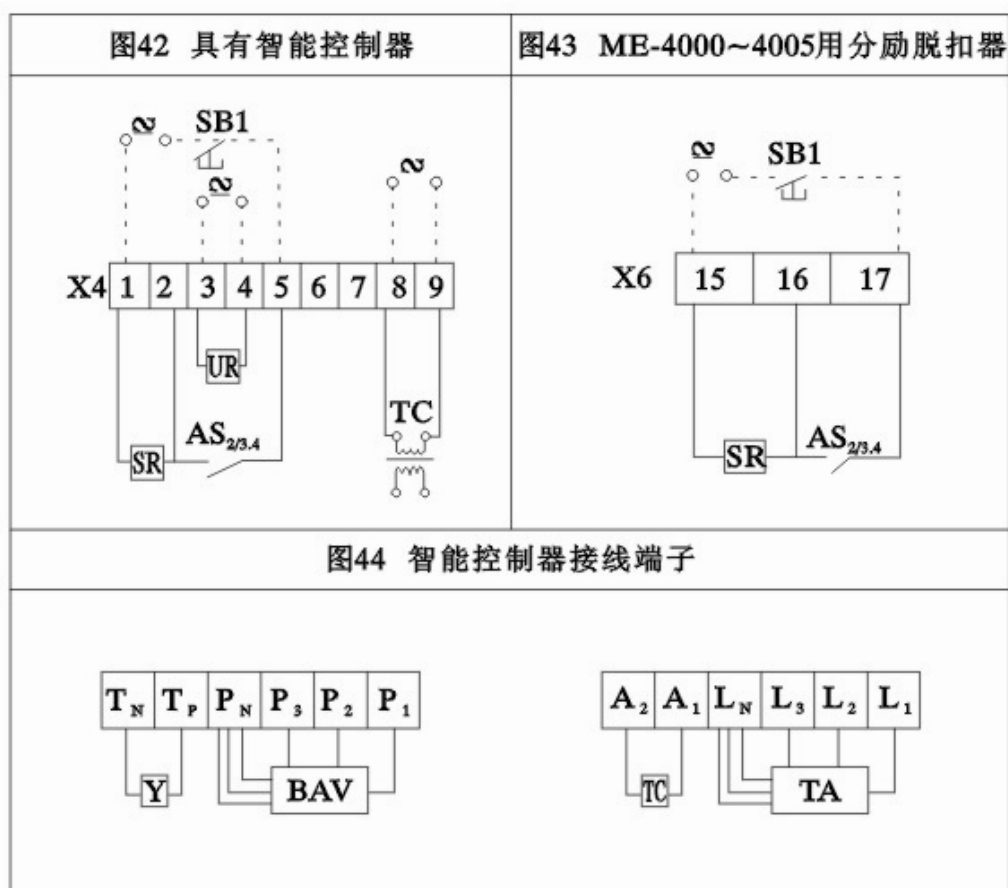 图42 具有智能控制器
图43 ME-4000~4005用分励脱扣器
SB1
X4 1 2 3 4 5 6 7 8 9
UR
TC
SR
AS2/3.4
SB1
X6 15 16 17
SR
AS2/3.4
图44 智能控制器接线端子
TN TP PN P3 P2 P1
Y
BAV
A2 A1 LN L3 L2 L1
TC
TA